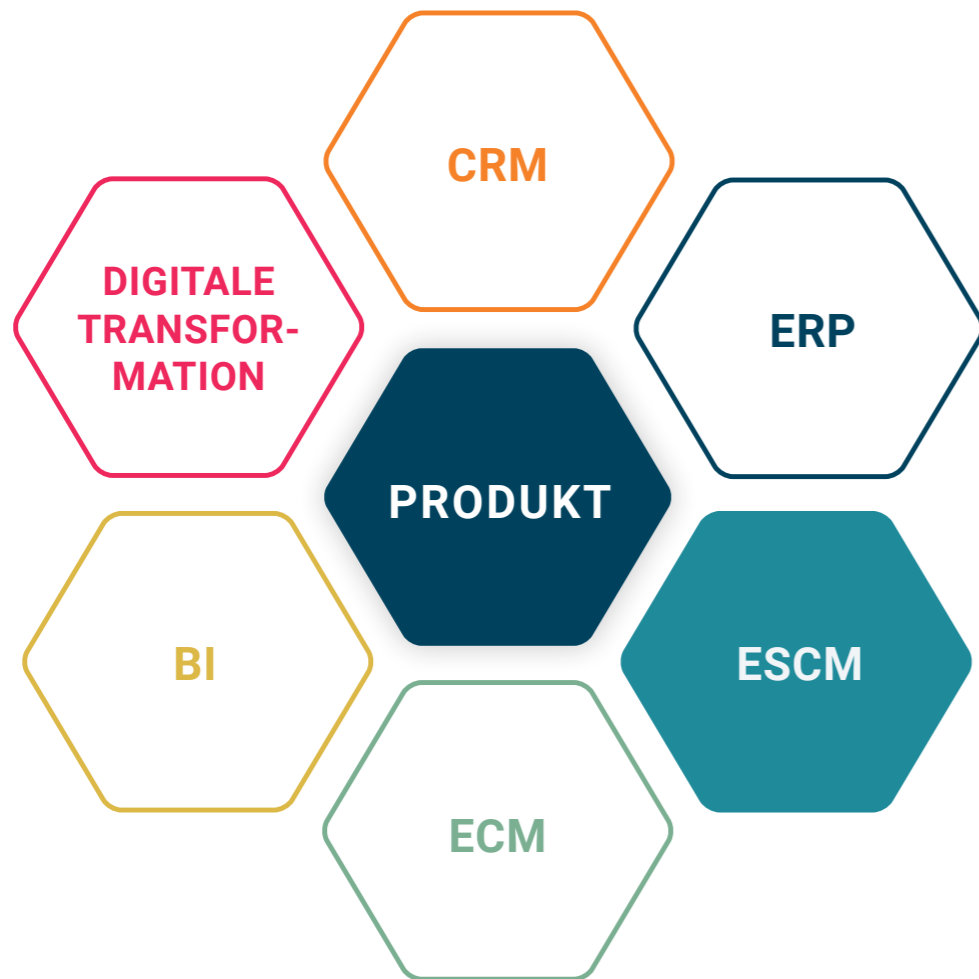 CRM
DIGITALE
TRANSFOR-
MATION
ERP
PRODUKT
BI
ESCM
ECM